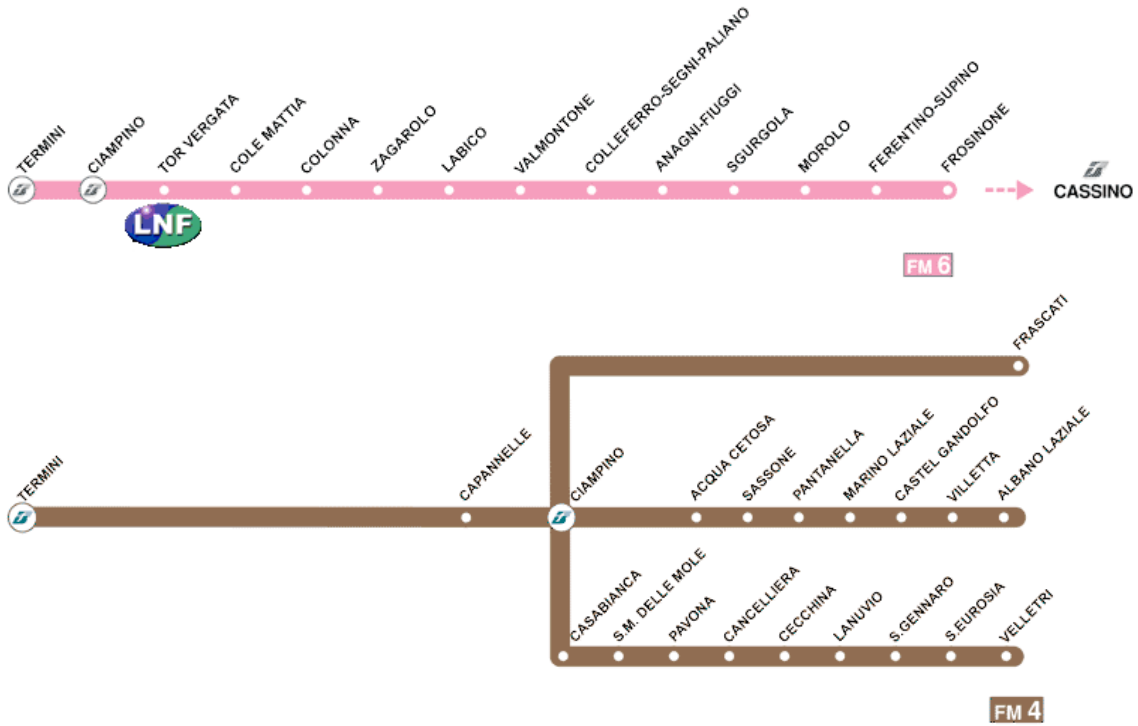 TERMINI
CIAMPINO
TOR VERGATA
COLE MATTIA
COLONNA
ZAGAROLO
LABICO
VALMONTONE
COLLEFERRO-SEGNI-PALIANO
ANAGNI-FIUGGI
SGURGOLA
MOROLO
FERENTINO-SUPINO
FROSINONE
CASSINO
LNF
FM 6
FRASCATI
TERMINI
CAPANNELLE
CIAMPINO
ACQUA CETOSA
SASSONE
PANTANELLA
MARINO LAZIALE
CASTEL GANDOLFO
VILLETTA
ALBANO LAZIALE
CASABIANCA
S.M. DELLE MOLE
PAVONA
CANCELLIERA
CECCHINA
LANUVIO
S.GENNARO
S.EUROSIA
VELLETRI
FM 4